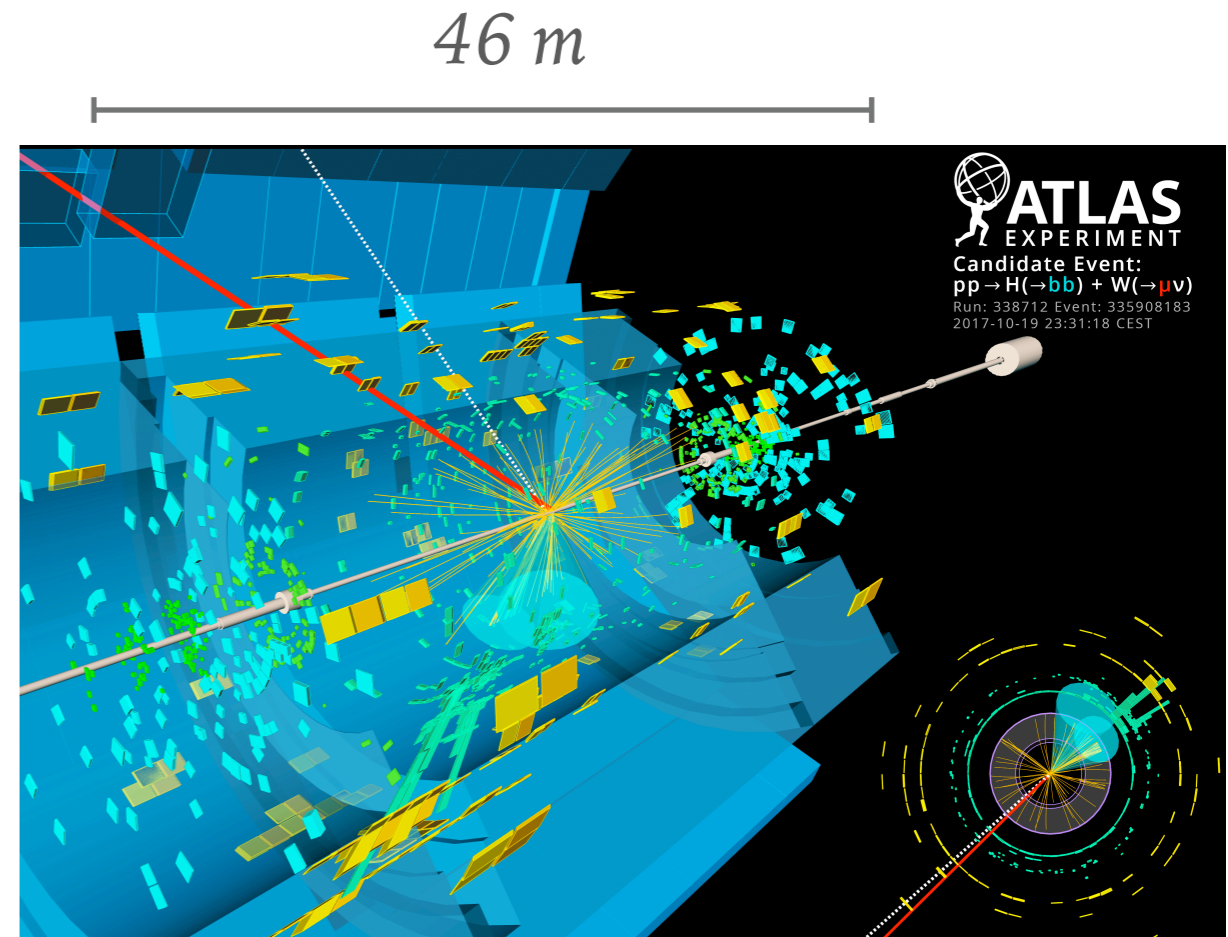 46 m
ATLAS
EXPERIMENT
Candidate Event:
pp→H(→bb) + W(→μν)
Run: 338712 Event: 335908183
2017-10-19 23:31:18 CEST